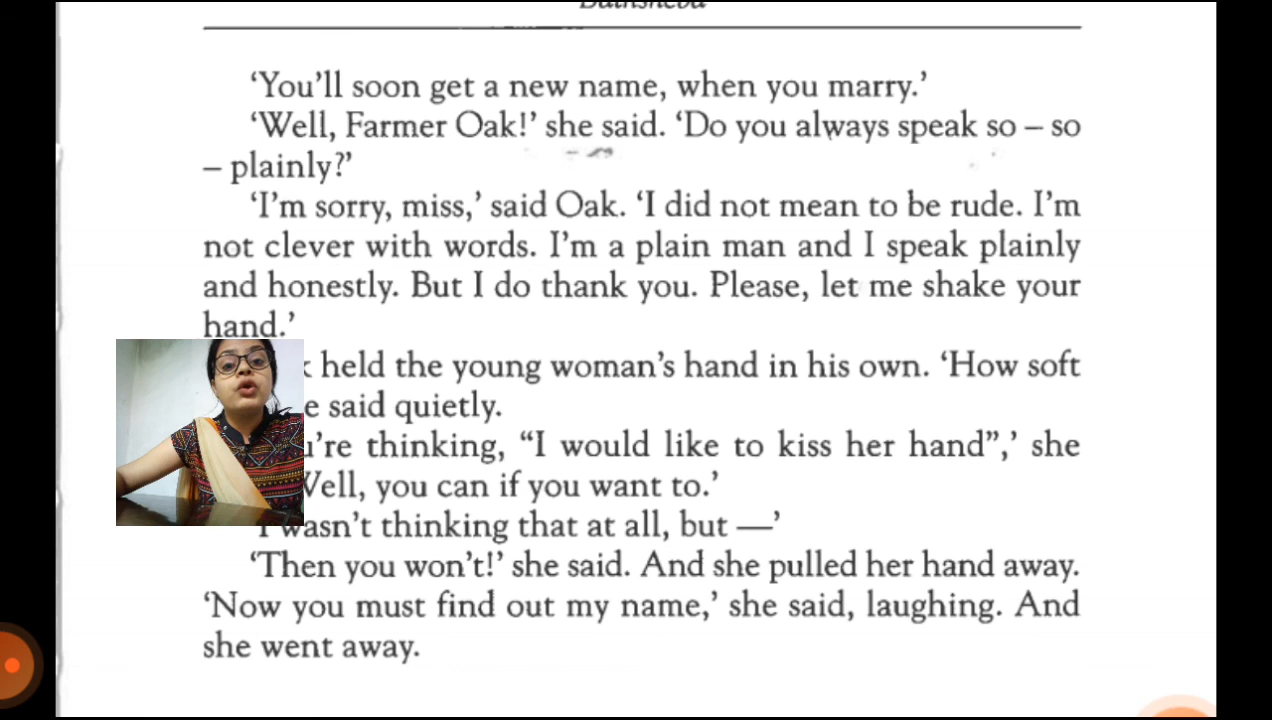 Bathsheba
‘You’ll soon get a new name, when you marry.’
‘Well, Farmer Oak!’ she said. ‘Do you always speak so – so
– plainly?’
‘I’m sorry, miss,’ said Oak. ‘I did not mean to be rude. I’m
not clever with words. I’m a plain man and I speak plainly
and honestly. But I do thank you. Please, let me shake your
hand.’
held the young woman’s hand in his own. ‘How soft
said quietly.
’re thinking, “I would like to kiss her hand”,’ she
Well, you can if you want to.’
‘I wasn’t thinking that at all, but —’
‘Then you won’t!’ she said. And she pulled her hand away.
‘Now you must find out my name,’ she said, laughing. And
she went away.